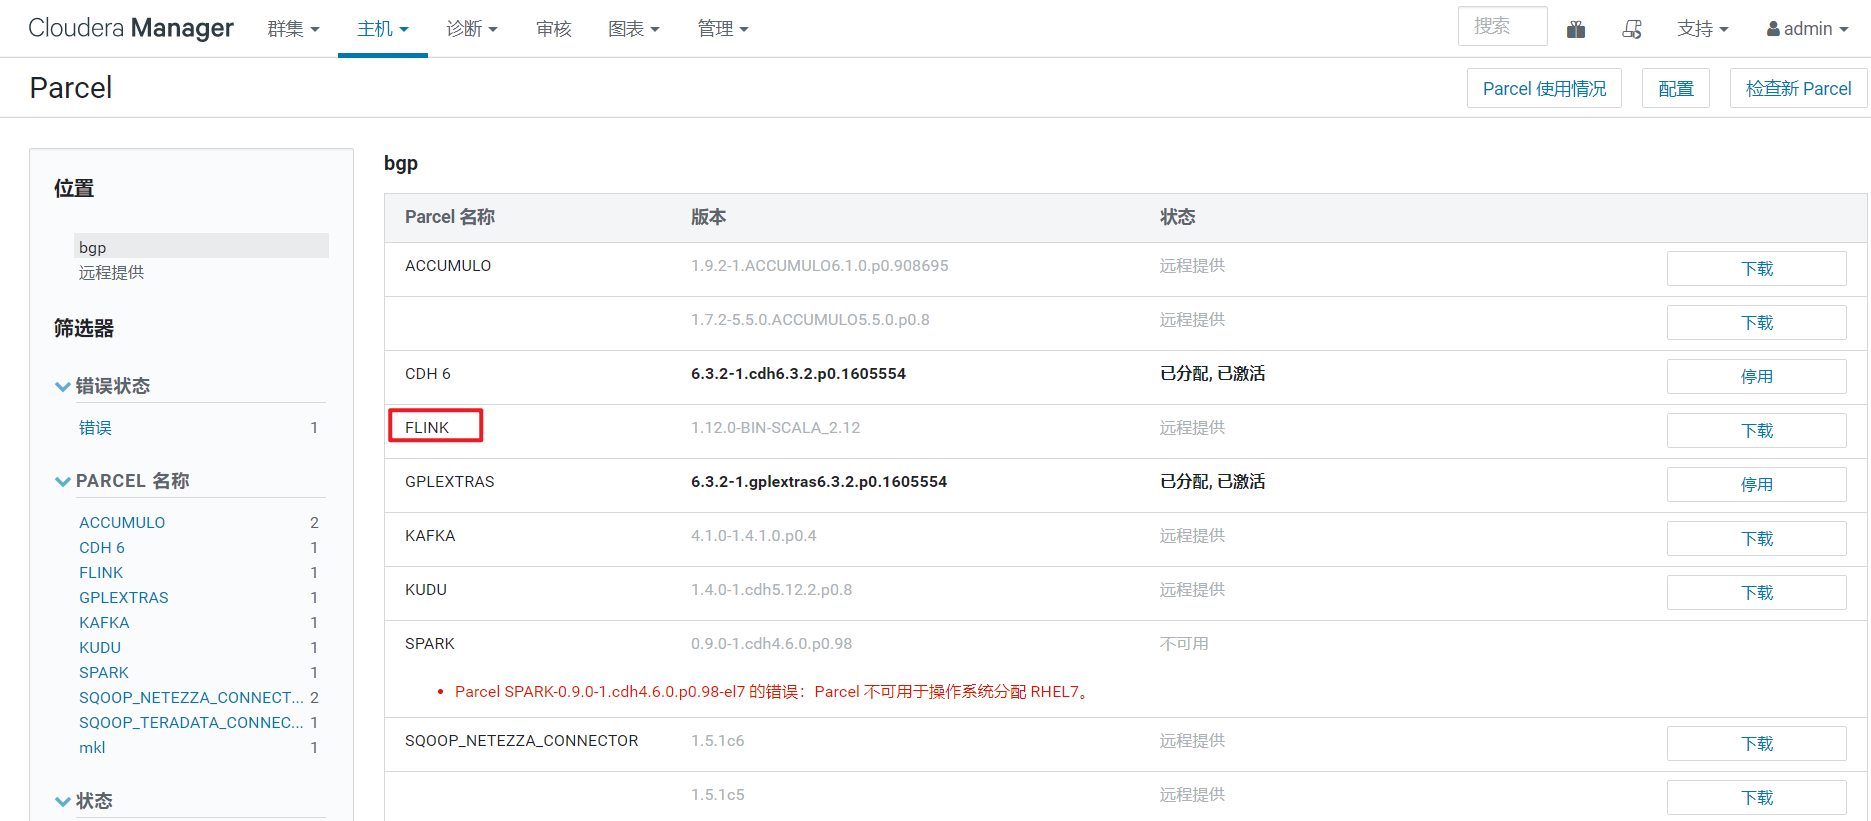 Cloudera Manager 群集 主机 诊断 审核 图表 管理 搜索 支持 admin
Parcel Parcel 使用情况 配置 检查新 Parcel
位置
bgp
远程提供
筛选器
错误状态
错误 1
PARCEL 名称
ACCUMULO 2
CDH 6 1
FLINK 1
GPLEXTRAS 1
KAFKA 1
KUDU 1
SPARK 1
SQOOP_NETEZZA_CONNECT... 2
SQOOP_TERADATA_CONNEC... 1
mkl 1
状态
bgp
Parcel 名称 版本 状态
ACCUMULO 1.9.2-1.ACCUMULO6.1.0.p0.908695 远程提供 下载
1.7.2-5.5.0.ACCUMULO5.5.0.p0.8 远程提供 下载
CDH 6 6.3.2-1.cdh6.3.2.p0.1605554 已分配, 已激活 停用
FLINK 1.12.0-BIN-SCALA_2.12 远程提供 下载
GPLEXTRAS 6.3.2-1.gplextras6.3.2.p0.1605554 已分配, 已激活 停用
KAFKA 4.1.0-1.4.1.0.p0.4 远程提供 下载
KUDU 1.4.0-1.cdh5.12.2.p0.8 远程提供 下载
SPARK 0.9.0-1.cdh4.6.0.p0.98 不可用
• Parcel SPARK-0.9.0-1.cdh4.6.0.p0.98-el7 的错误：Parcel 不可用于操作系统分配 RHEL7。
SQOOP_NETEZZA_CONNECTOR 1.5.1c6 远程提供 下载
1.5.1c5 远程提供 下载